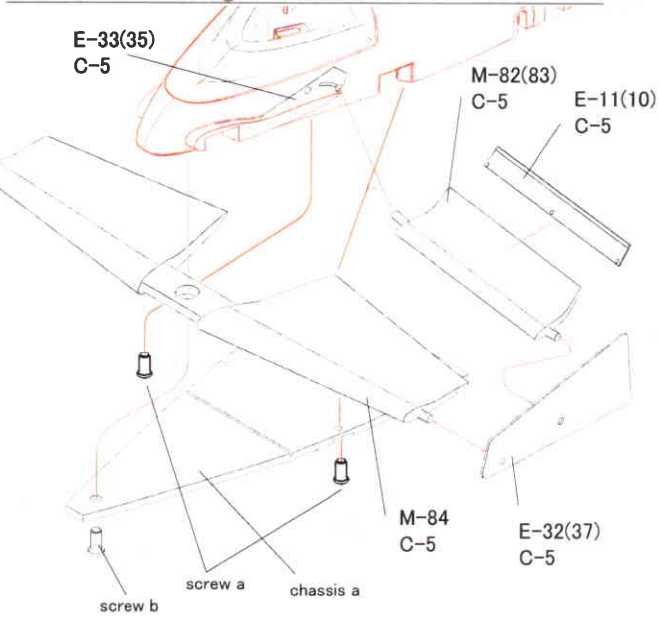 E-33(35)
C-5
M-82(83)
C-5
E-11(10)
C-5
M-84
C-5
E-32(37)
C-5
screw a
chassis a
screw b